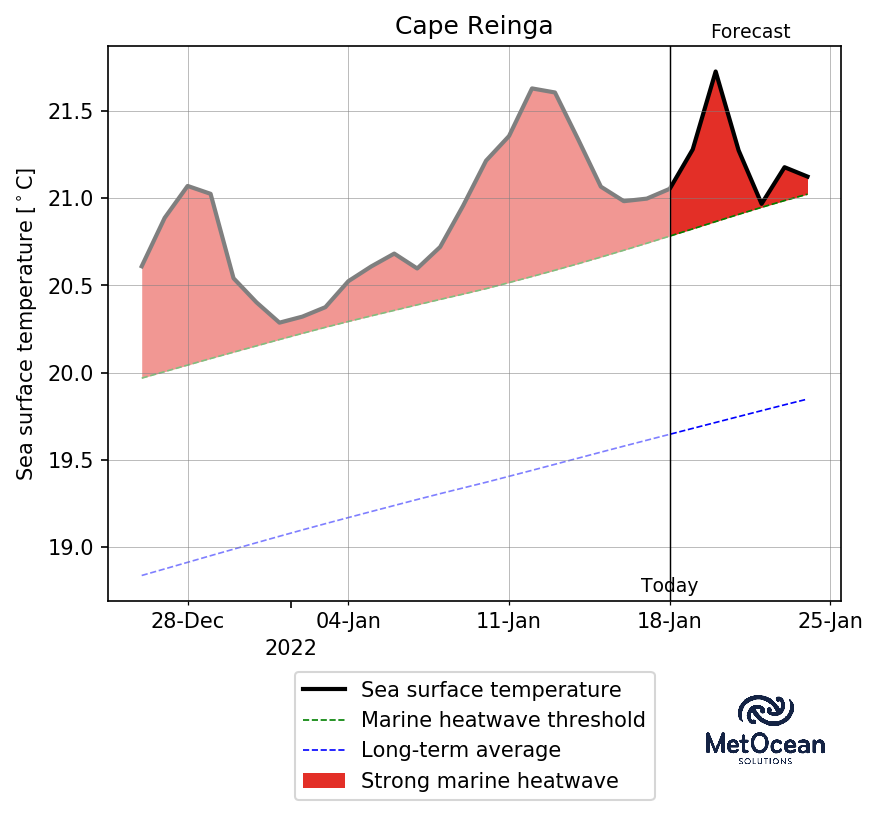 Cape Reinga
Forecast
Sea surface temperature [°C]
21.5
21.0
20.5
20.0
19.5
19.0
Today
28-Dec 04-Jan 11-Jan 18-Jan 25-Jan
2022
Sea surface temperature
Marine heatwave threshold
Long-term average
Strong marine heatwave
MetOcean
SOLUTIONS